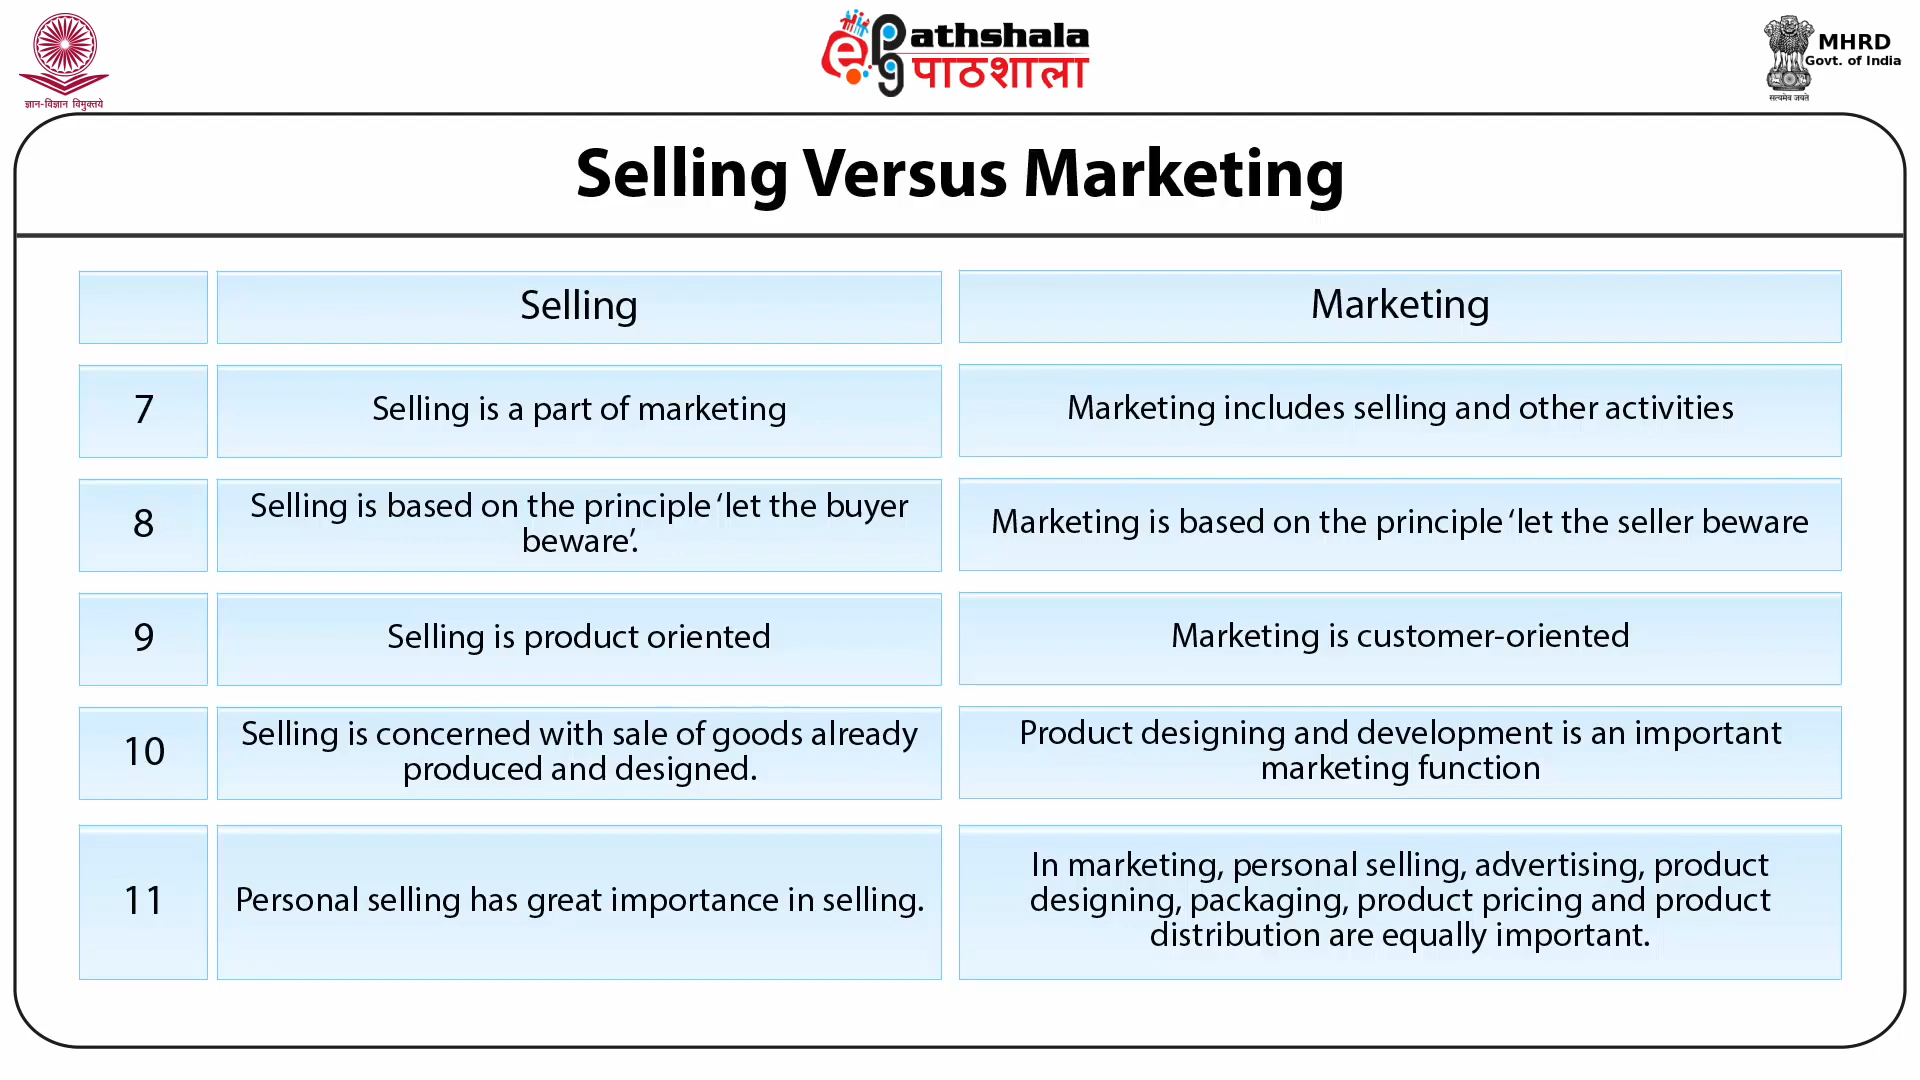 ज्ञान-विज्ञान विमुक्तये
ePathshala
पाठशाला
MHRD
Govt. of India
सत्यमेव जयते
Selling Versus Marketing
Selling
Marketing
7
Selling is a part of marketing
Marketing includes selling and other activities
8
Selling is based on the principle ‘let the buyer
beware’.
Marketing is based on the principle ‘let the seller beware
9
Selling is product oriented
Marketing is customer-oriented
10
Selling is concerned with sale of goods already
produced and designed.
Product designing and development is an important
marketing function
11
Personal selling has great importance in selling.
In marketing, personal selling, advertising, product
designing, packaging, product pricing and product
distribution are equally important.